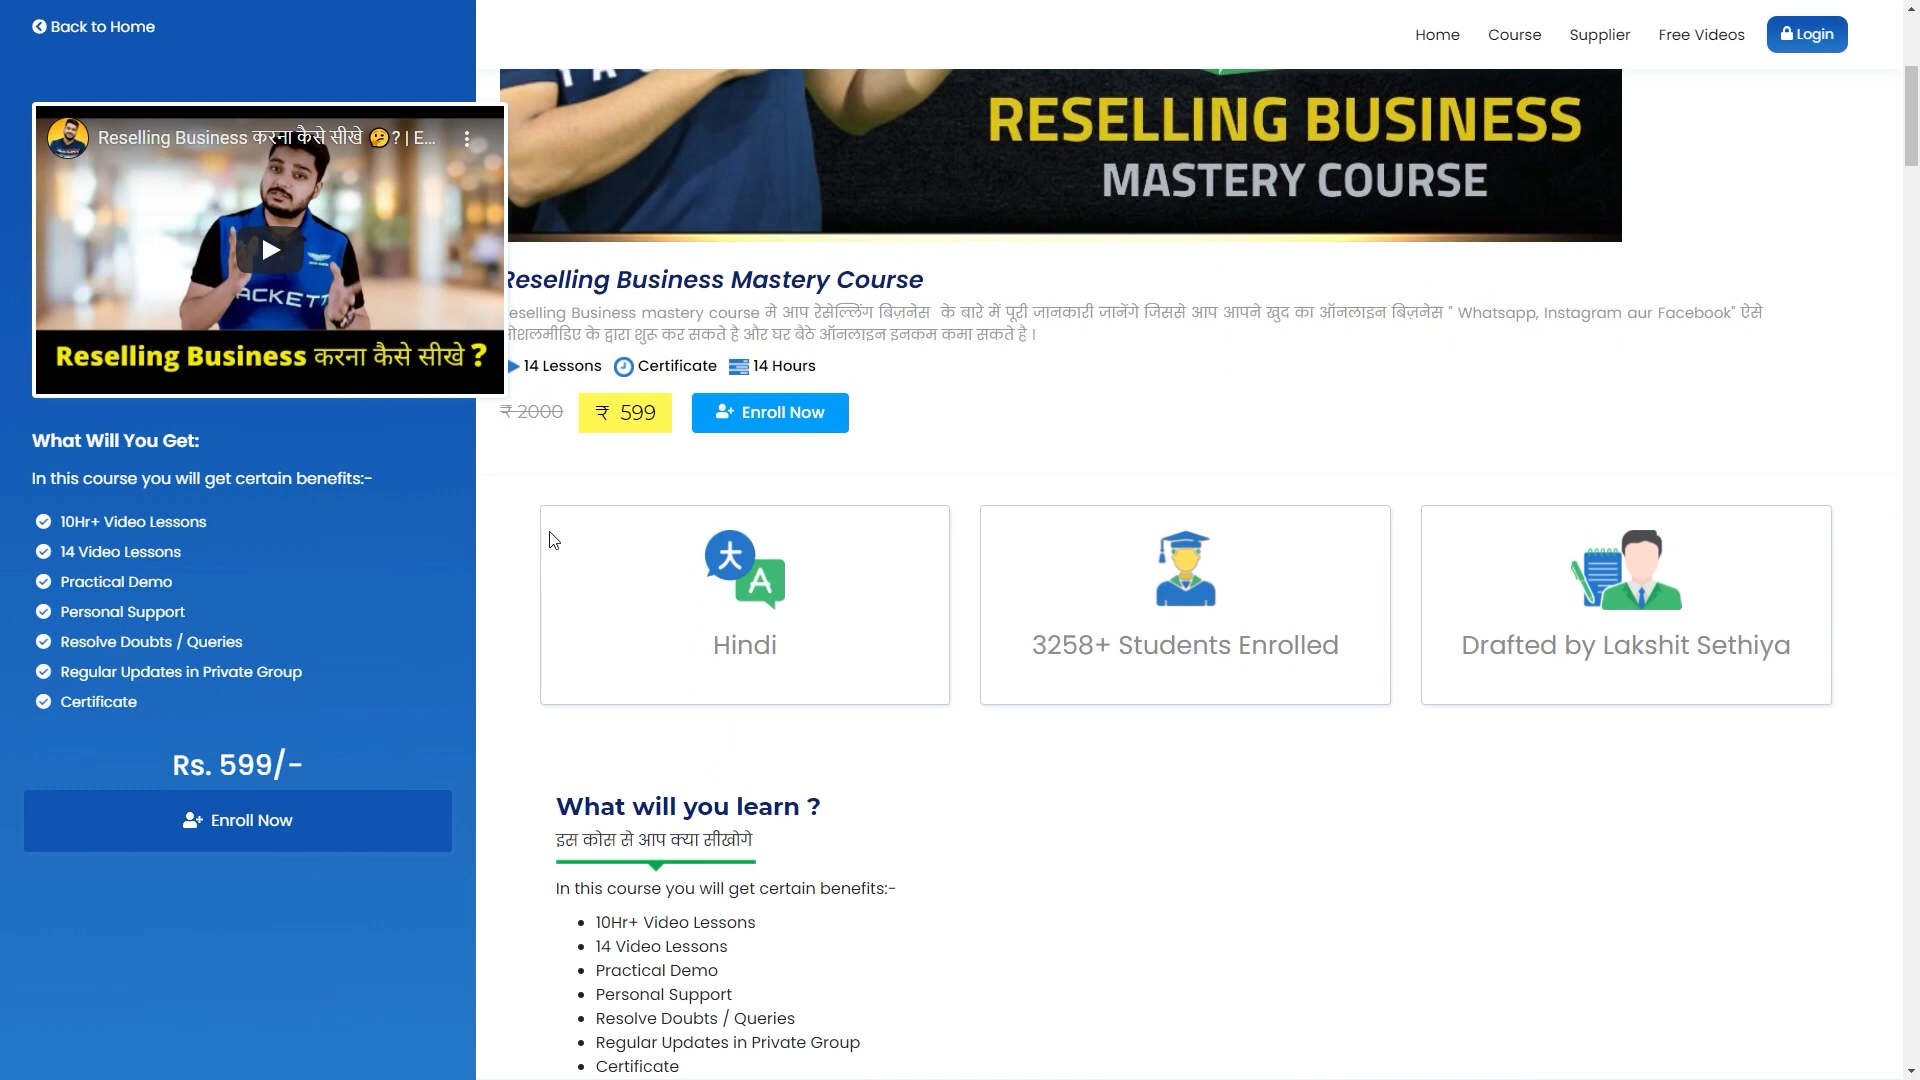 Back to Home
Home Course Supplier Free Videos Login
Reselling Business करना कैसे सीखे 🤔? | E...
Reselling Business करना कैसे सीखे ?
What Will You Get:
In this course you will get certain benefits:-
10Hr+ Video Lessons
14 Video Lessons
Practical Demo
Personal Support
Resolve Doubts / Queries
Regular Updates in Private Group
Certificate
Rs. 599/-
Enroll Now
RESELLING BUSINESS
MASTERY COURSE
Reselling Business Mastery Course
eselling Business mastery course मे आप रेसेल्लिंग बिज़नेस के बारे में पूरी जानकारी जानेंगे जिससे आप आपने खुद का ऑनलाइन बिज़नेस " Whatsapp, Instagram aur Facebook" ऐसे
ोशलमीडिए के द्वारा शुरू कर सकते है और घर बैठे ऑनलाइन इनकम कमा सकते है ।
14 Lessons Certificate 14 Hours
₹ 2000 ₹ 599 Enroll Now
Hindi
3258+ Students Enrolled
Drafted by Lakshit Sethiya
What will you learn ?
इस कोस से आप क्या सीखोगे
In this course you will get certain benefits:-
10Hr+ Video Lessons
14 Video Lessons
Practical Demo
Personal Support
Resolve Doubts / Queries
Regular Updates in Private Group
Certificate